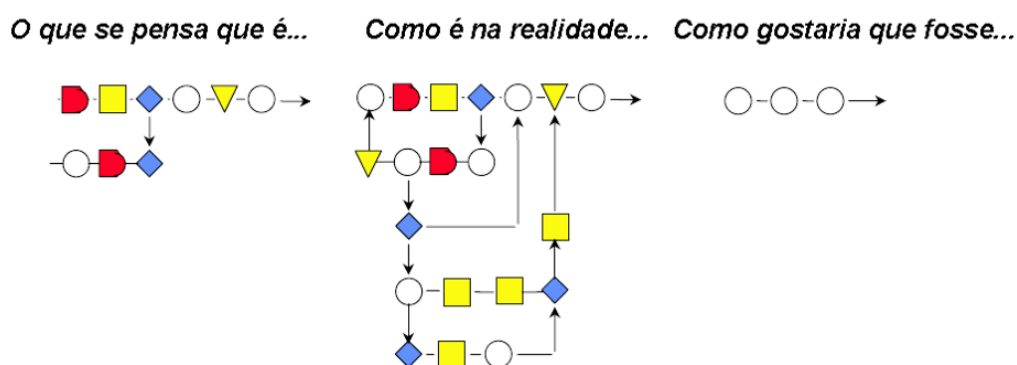 O que se pensa que é...
Como é na realidade...
Como gostaria que fosse...